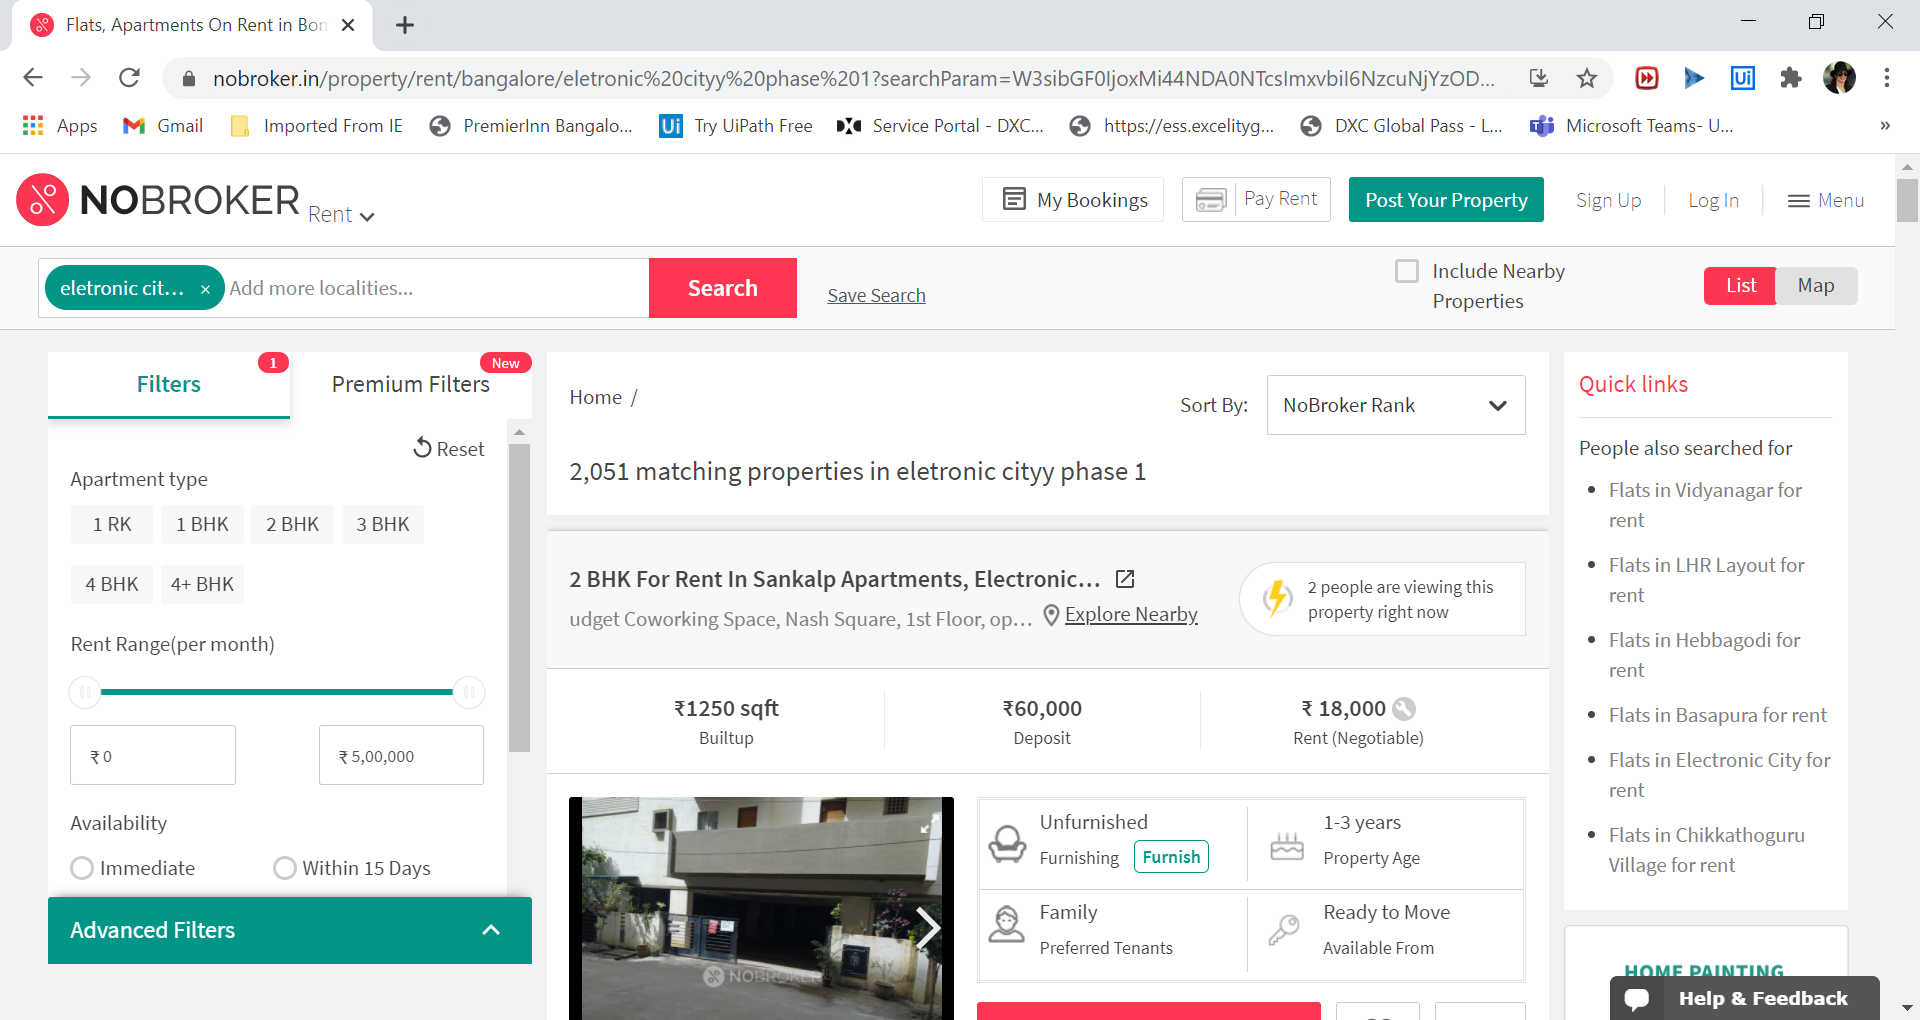 Flats, Apartments On Rent in Bon
nobroker.in/property/rent/bangalore/eletronic%20cityy%20phase%201?searchParam=W3sibGF0IjoxMi44NDA0NTcsImxvbiI6NzcuNjYzOD...
Apps Gmail Imported From IE PremierInn Bangalo... Ui Try UiPath Free Service Portal - DXC... https://ess.excelityg... DXC Global Pass - L... Microsoft Teams- U... »
NOBROKER Rent My Bookings Pay Rent Post Your Property Sign Up Log In Menu
eletronic cit... × Add more localities... Search Save Search Include Nearby Properties List Map
Filters 1 Premium Filters New
Reset
Apartment type
1 RK 1 BHK 2 BHK 3 BHK
4 BHK 4+ BHK
Rent Range(per month)
₹ 0 ₹ 5,00,000
Availability
Immediate Within 15 Days
Advanced Filters
Home / Sort By: NoBroker Rank
2,051 matching properties in eletronic cityy phase 1
2 BHK For Rent In Sankalp Apartments, Electronic...
udget Coworking Space, Nash Square, 1st Floor, op... Explore Nearby
2 people are viewing this
property right now
₹1250 sqft ₹60,000 ₹ 18,000
Builtup Deposit Rent (Negotiable)
NOBROKER
Unfurnished 1-3 years
Furnishing Furnish Property Age
Family Ready to Move
Preferred Tenants Available From
Quick links
People also searched for
Flats in Vidyanagar for
rent
Flats in LHR Layout for
rent
Flats in Hebbagodi for
rent
Flats in Basapura for rent
Flats in Electronic City for
rent
Flats in Chikkathoguru
Village for rent
HOME PAINTING
Help & Feedback